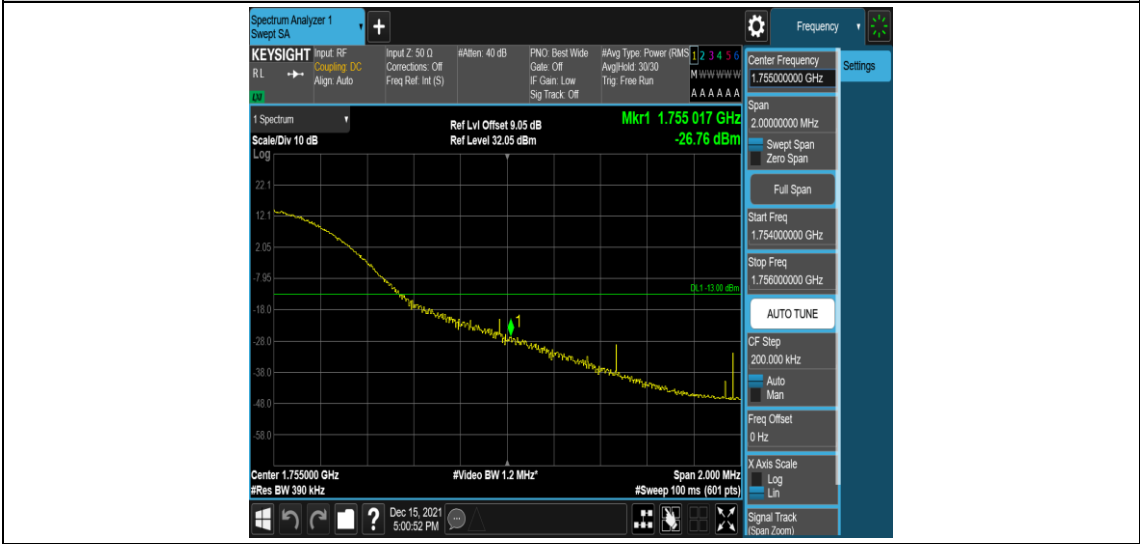 Spectrum Analyzer 1
Swept SA
+
Frequency
KEYSIGHT
RL
Input: RF
Coupling: DC
Align: Auto
Input Z: 50 Ω
Corrections: Off
Freq Ref: Int (S)
#Atten: 40 dB
PNO: Best Wide
Gate: Off
IF Gain: Low
Sig Track: Off
#Avg Type: Power (RMS
Avg|Hold: 30/30
Trig: Free Run
1 2 3 4 5 6
M W W W W W
A A A A A A
1 Spectrum
Scale/Div 10 dB
Log
Ref Lvl Offset 9.05 dB
Ref Level 32.05 dBm
Mkr1 1.755 017 GHz
-26.76 dBm
22.1
12.1
2.05
-7.95
-18.0
-28.0
-38.0
-48.0
-58.0
DL1 -13.00 dBm
1
Center 1.755000 GHz
#Res BW 390 kHz
#Video BW 1.2 MHz*
Span 2.000 MHz
#Sweep 100 ms (601 pts)
?
Dec 15, 2021
5:00:52 PM
Center Frequency
1.755000000 GHz
Settings
Span
2.00000000 MHz
Swept Span
Zero Span
Full Span
Start Freq
1.754000000 GHz
Stop Freq
1.756000000 GHz
AUTO TUNE
CF Step
200.000 kHz
Auto
Man
Freq Offset
0 Hz
X Axis Scale
Log
Lin
Signal Track
(Span Zoom)